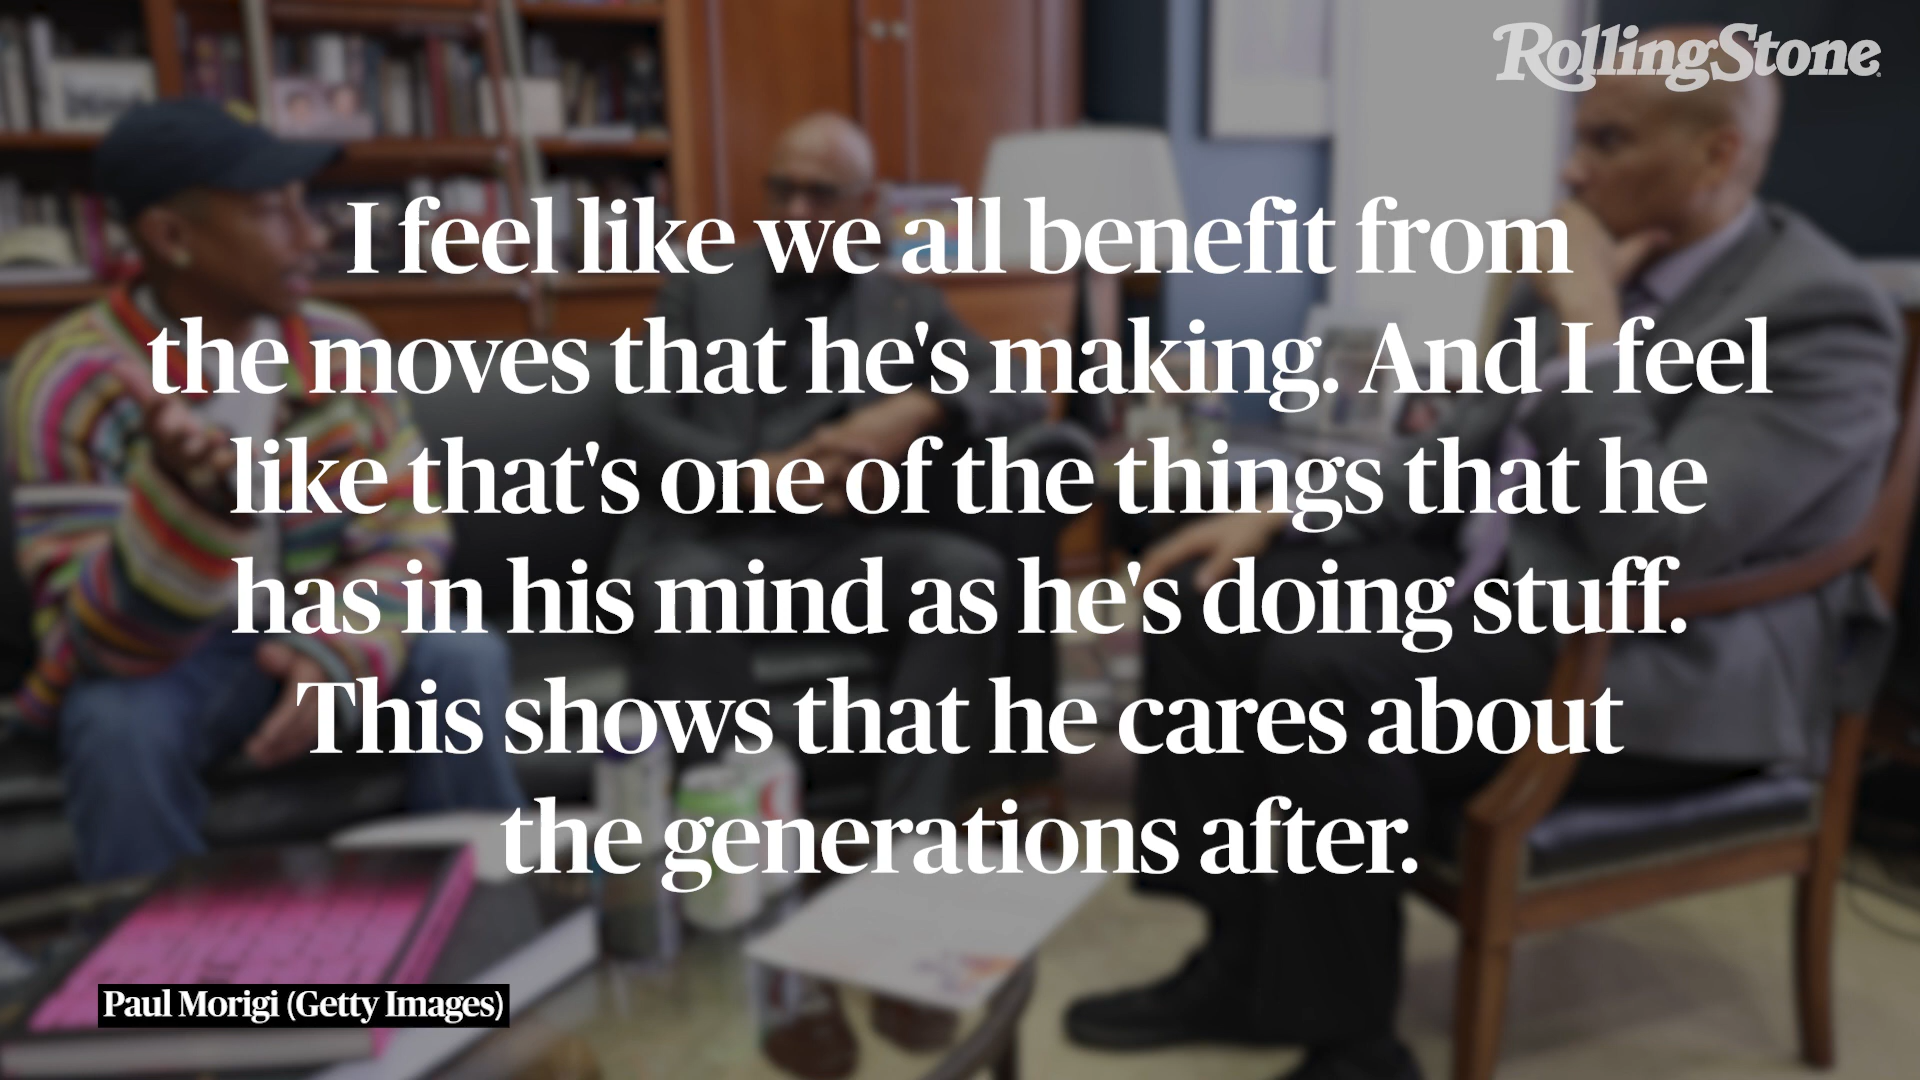 RollingStone
I feel like we all benefit from
the moves that he's making. And I feel
like that's one of the things that he
has in his mind as he's doing stuff.
This shows that he cares about
the generations after.
Paul Morigi (Getty Images)